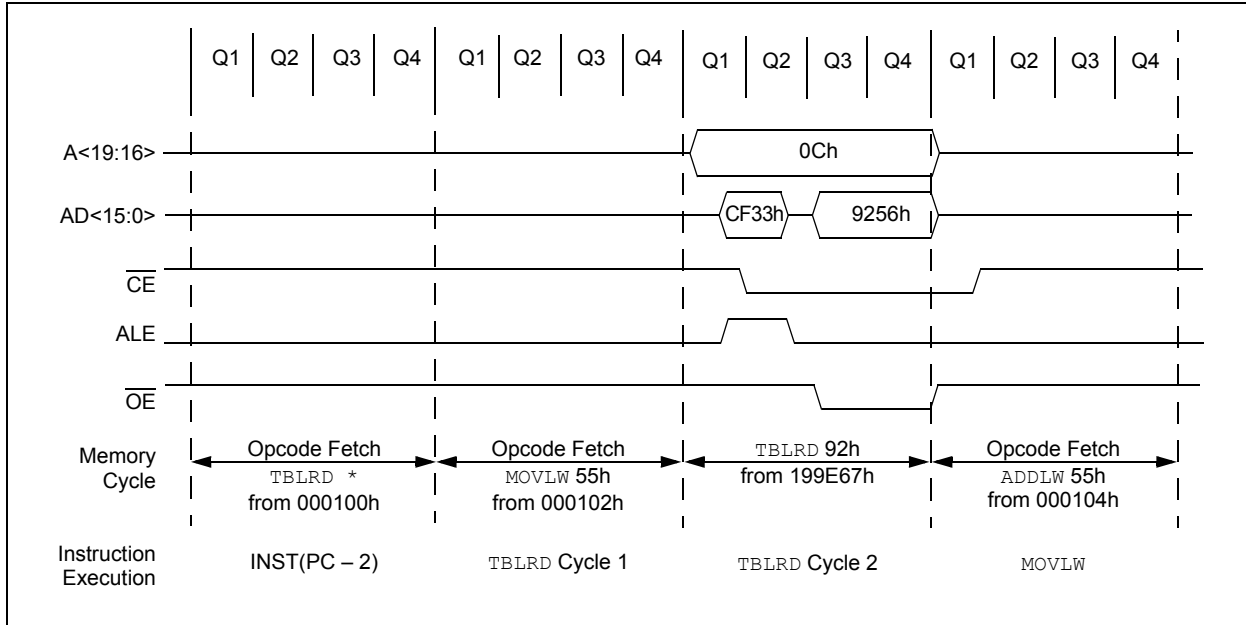 Q1 Q2 Q3 Q4 Q1 Q2 Q3 Q4 Q1 Q2 Q3 Q4 Q1 Q2 Q3 Q4
A<19:16> 0Ch
AD<15:0> CF33h 9256h
CE
ALE
OE
Memory Cycle
Opcode Fetch
TBLRD *
from 000100h
Opcode Fetch
MOVLW 55h
from 000102h
TBLRD 92h
from 199E67h
Opcode Fetch
ADDLW 55h
from 000104h
Instruction Execution
INST(PC – 2)
TBLRD Cycle 1
TBLRD Cycle 2
MOVLW